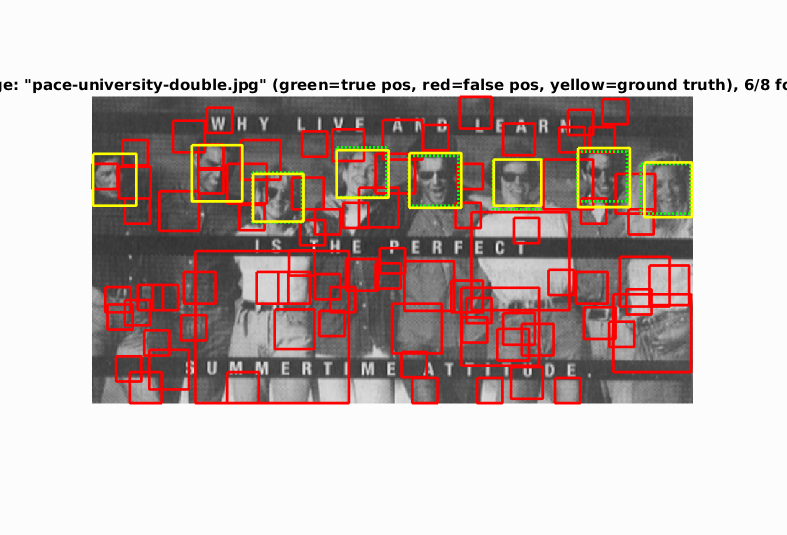 ge: "pace-university-double.jpg" (green=true pos, red=false pos, yellow=ground truth), 6/8 fo
WHY LIVE AND LEARN
IS THE PERFECT
SUMMERTIME ATTITUDE.